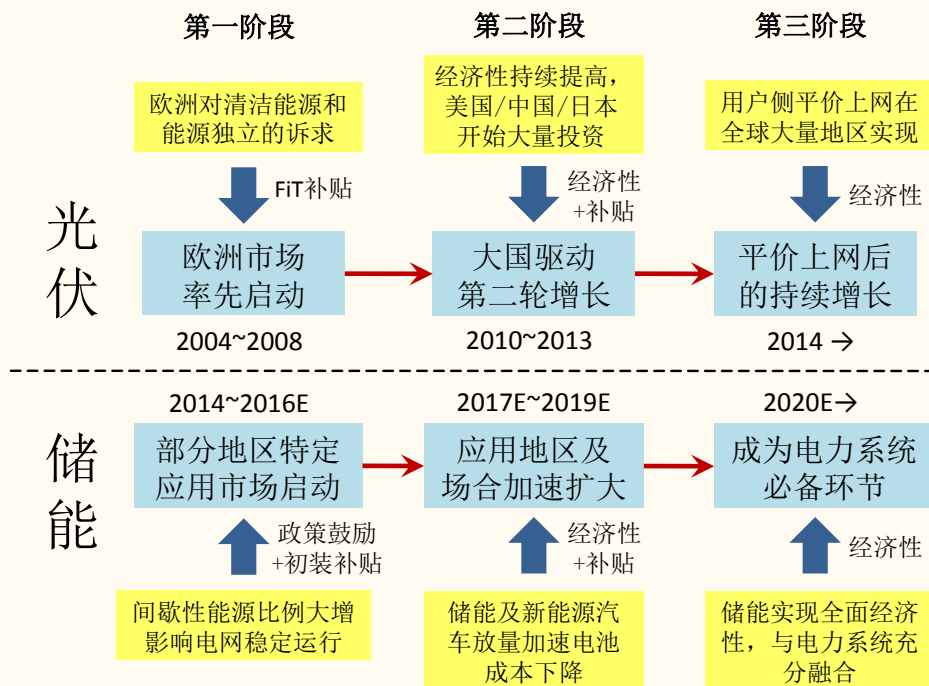 第一阶段
第二阶段
第三阶段
欧洲对清洁能源和
能源独立的诉求
经济性持续提高，
美国/中国/日本
开始大量投资
用户侧平价上网在
全球大量地区实现
FiT补贴
经济性
+补贴
经济性
光
伏
欧洲市场
率先启动
大国驱动
第二轮增长
平价上网后
的持续增长
2004~2008
2010~2013
2014 →
2014~2016E
2017E~2019E
2020E→
储
能
部分地区特定
应用市场启动
应用地区及
场合加速扩大
成为电力系统
必备环节
政策鼓励
+初装补贴
经济性
+补贴
经济性
间歇性能源比例大增
影响电网稳定运行
储能及新能源汽
车放量加速电池
成本下降
储能实现全面经济
性，与电力系统充
分融合